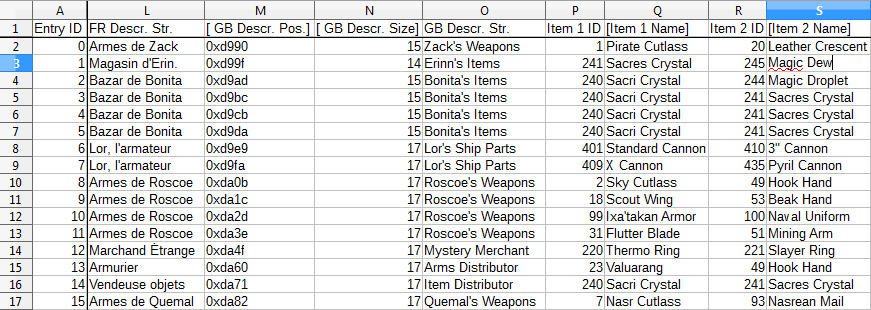 A L M N O P Q R S
1 Entry ID FR Descr. Str. [ GB Descr. Pos.] [ GB Descr. Size] GB Descr. Str. Item 1 ID [Item 1 Name] Item 2 ID [Item 2 Name]
2 0 Armes de Zack 0xd990 15 Zack's Weapons 1 Pirate Cutlass 20 Leather Crescent
3 1 Magasin d'Erin. 0xd99f 14 Erinn's Items 241 Sacres Crystal 245 Magic Dew
4 2 Bazar de Bonita 0xd9ad 15 Bonita's Items 240 Sacri Crystal 244 Magic Droplet
5 3 Bazar de Bonita 0xd9bc 15 Bonita's Items 240 Sacri Crystal 241 Sacres Crystal
6 4 Bazar de Bonita 0xd9cb 15 Bonita's Items 240 Sacri Crystal 241 Sacres Crystal
7 5 Bazar de Bonita 0xd9da 15 Bonita's Items 240 Sacri Crystal 241 Sacres Crystal
8 6 Lor, l'armateur 0xd9e9 17 Lor's Ship Parts 401 Standard Cannon 410 3" Cannon
9 7 Lor, l'armateur 0xd9fa 17 Lor's Ship Parts 409 X Cannon 435 Pyril Cannon
10 8 Armes de Roscoe 0xda0b 17 Roscoe's Weapons 2 Sky Cutlass 49 Hook Hand
11 9 Armes de Roscoe 0xda1c 17 Roscoe's Weapons 18 Scout Wing 53 Beak Hand
12 10 Armes de Roscoe 0xda2d 17 Roscoe's Weapons 99 Ixa'takan Armor 100 Naval Uniform
13 11 Armes de Roscoe 0xda3e 17 Roscoe's Weapons 31 Flutter Blade 51 Mining Arm
14 12 Marchand Étrange 0xda4f 17 Mystery Merchant 220 Thermo Ring 221 Slayer Ring
15 13 Armurier 0xda60 17 Arms Distributor 23 Valuarang 49 Hook Hand
16 14 Vendeuse objets 0xda71 17 Item Distributor 240 Sacri Crystal 241 Sacres Crystal
17 15 Armes de Quemal 0xda82 17 Quemal's Weapons 7 Nasr Cutlass 93 Nasrean Mail